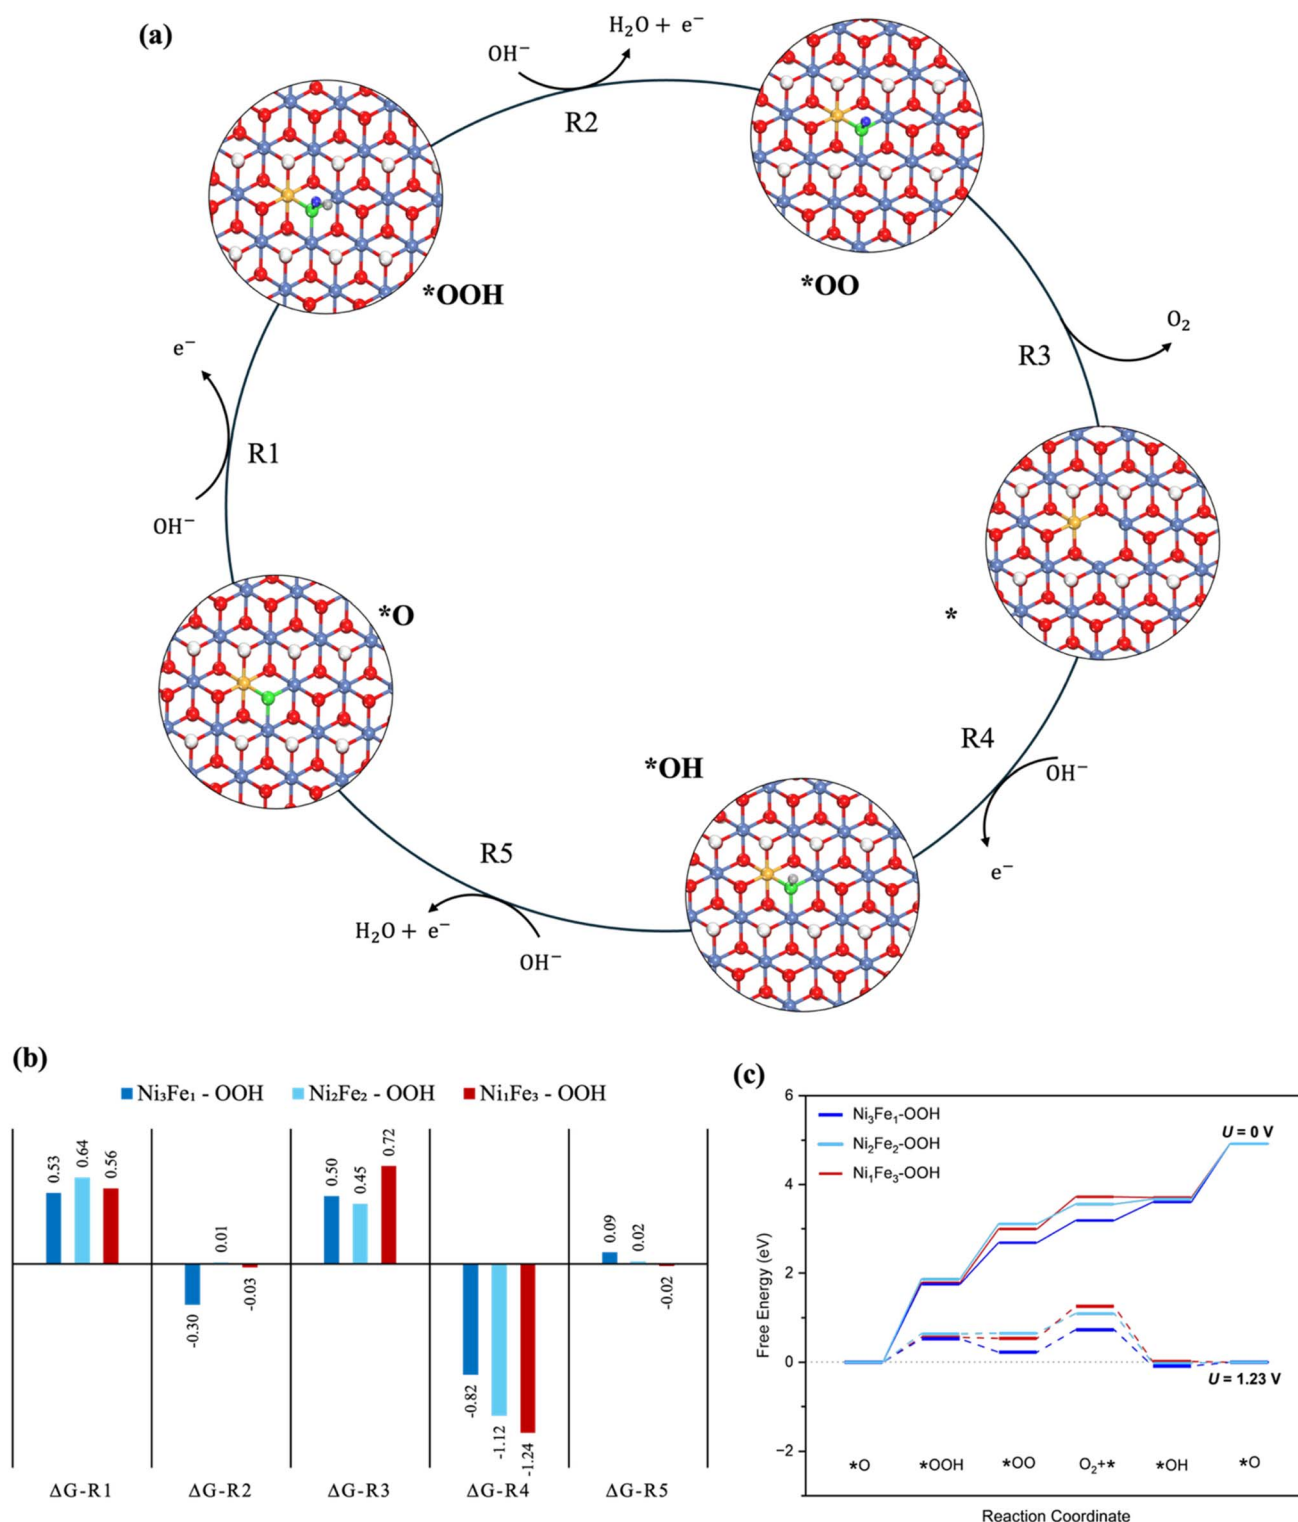 (a)
H₂O + e⁻
OH⁻
R2
*OOH
*OO
e⁻
R1
OH⁻
R3
O₂
*O
*
R4
OH⁻
e⁻
*OH
R5
H₂O + e⁻
OH⁻
(b)
Ni₃Fe₁ - OOH Ni₂Fe₂ - OOH Ni₁Fe₃ - OOH
0.53 0.64 0.56
-0.30 0.01 -0.03
0.50 0.45 0.72
-0.82 -1.12 -1.24
0.09 0.02 -0.02
ΔG-R1 ΔG-R2 ΔG-R3 ΔG-R4 ΔG-R5
(c)
6
4
2
0
−2
Free Energy (eV)
Ni₃Fe₁-OOH
Ni₂Fe₂-OOH
Ni₁Fe₃-OOH
U = 0 V
U = 1.23 V
*O *OOH *OO O₂+* *OH *O
Reaction Coordinate